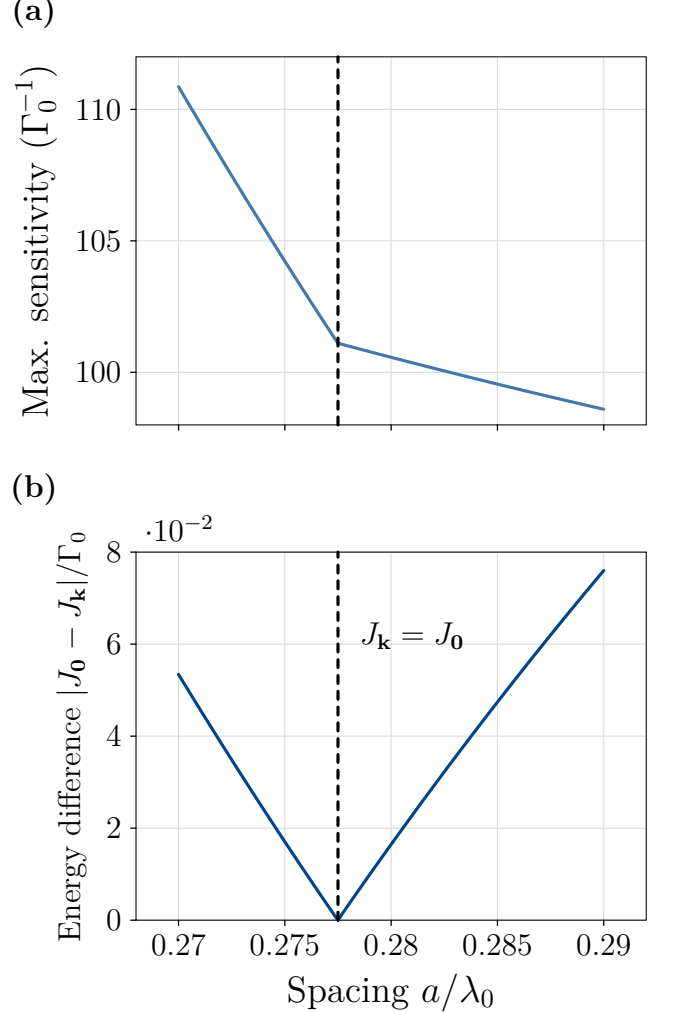 (a)
Max. sensitivity (Γ₀⁻¹)
110
105
100
(b)
·10⁻²
Energy difference |J₀ − Jₖ|/Γ₀
8
6
4
2
0
Jₖ = J₀
0.27 0.275 0.28 0.285 0.29
Spacing a/λ₀